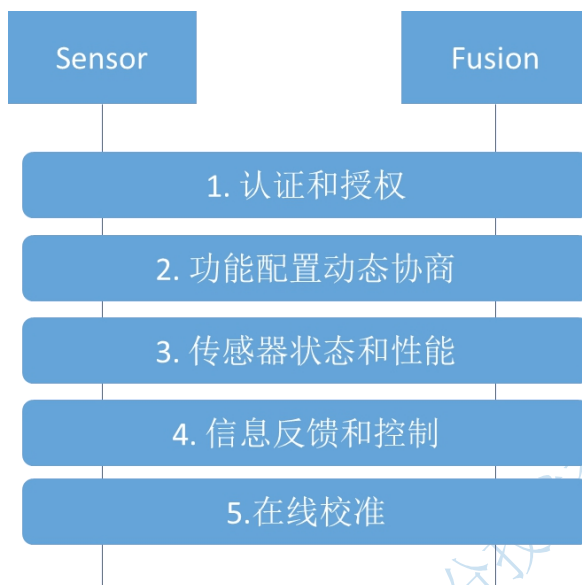 Sensor
Fusion
1. 认证和授权
2. 功能配置动态协商
3. 传感器状态和性能
4. 信息反馈和控制
5.在线校准